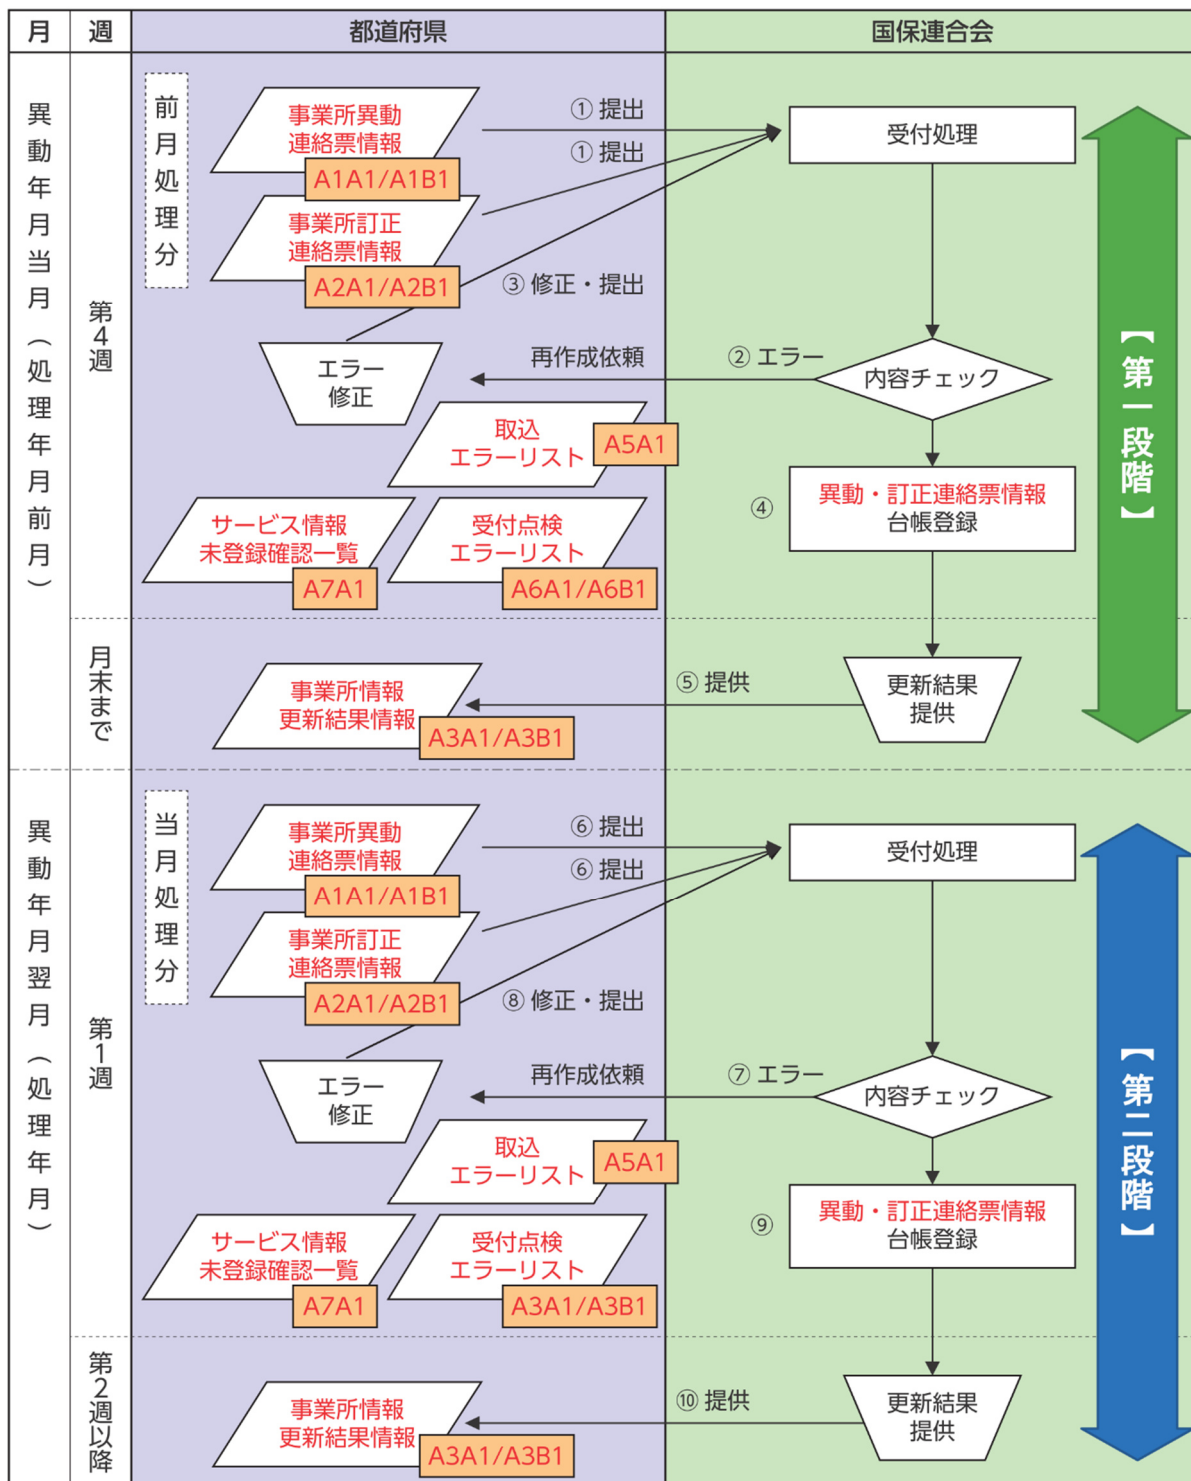 月
週
都道府県
国保連合会
異動年月当月（処理年月前月）
第4週
前月処理分
事業所異動
連絡票情報
A1A1/A1B1
① 提出
① 提出
受付処理
事業所訂正
連絡票情報
A2A1/A2B1
③ 修正・提出
エラー
修正
再作成依頼
② エラー
内容チェック
取込
エラーリスト
A5A1
サービス情報
未登録確認一覧
A7A1
受付点検
エラーリスト
A6A1/A6B1
④
異動・訂正連絡票情報
台帳登録
【第一段階】
月末まで
事業所情報
更新結果情報
A3A1/A3B1
⑤ 提供
更新結果
提供
異動年月翌月（処理年月）
第1週
当月処理分
事業所異動
連絡票情報
A1A1/A1B1
⑥ 提出
⑥ 提出
受付処理
事業所訂正
連絡票情報
A2A1/A2B1
⑧ 修正・提出
エラー
修正
再作成依頼
⑦ エラー
内容チェック
取込
エラーリスト
A5A1
サービス情報
未登録確認一覧
A7A1
受付点検
エラーリスト
A3A1/A3B1
⑨
異動・訂正連絡票情報
台帳登録
【第二段階】
第2週以降
事業所情報
更新結果情報
A3A1/A3B1
⑩ 提供
更新結果
提供